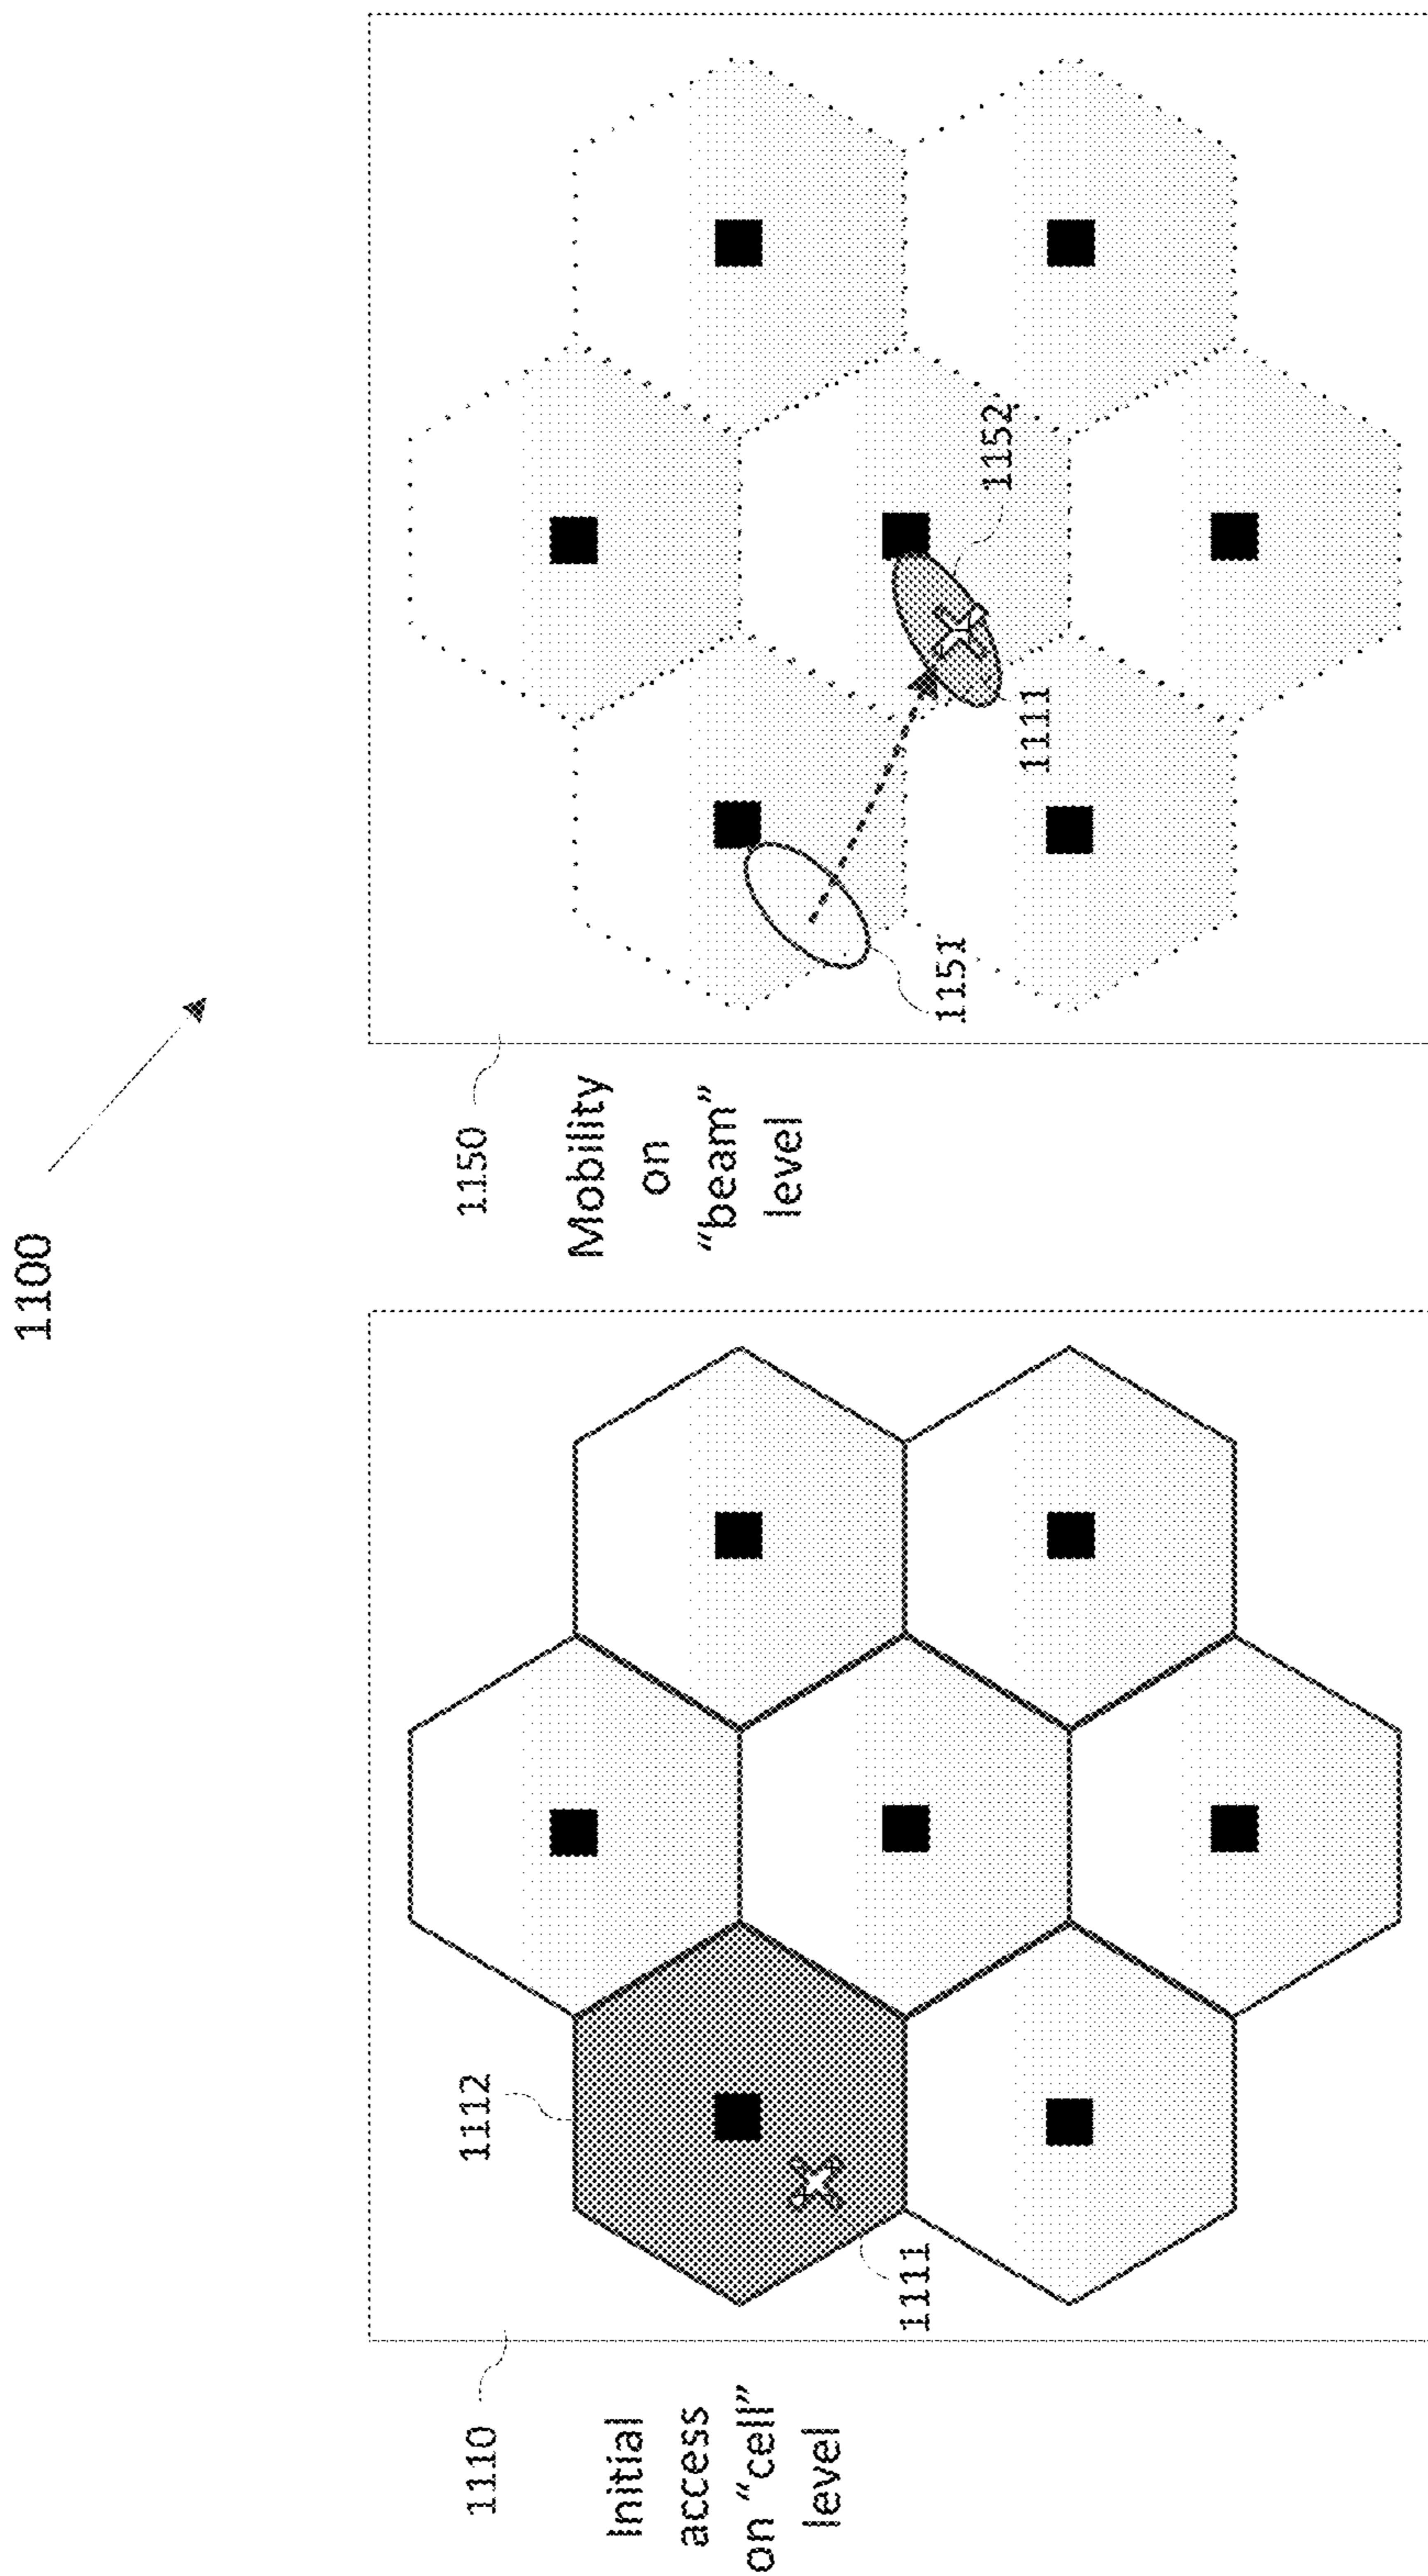 1100
1110
Initial
access
on “cell”
level
1112
1111
1150
Mobility
on
“beam”
level
1151
1111
1152